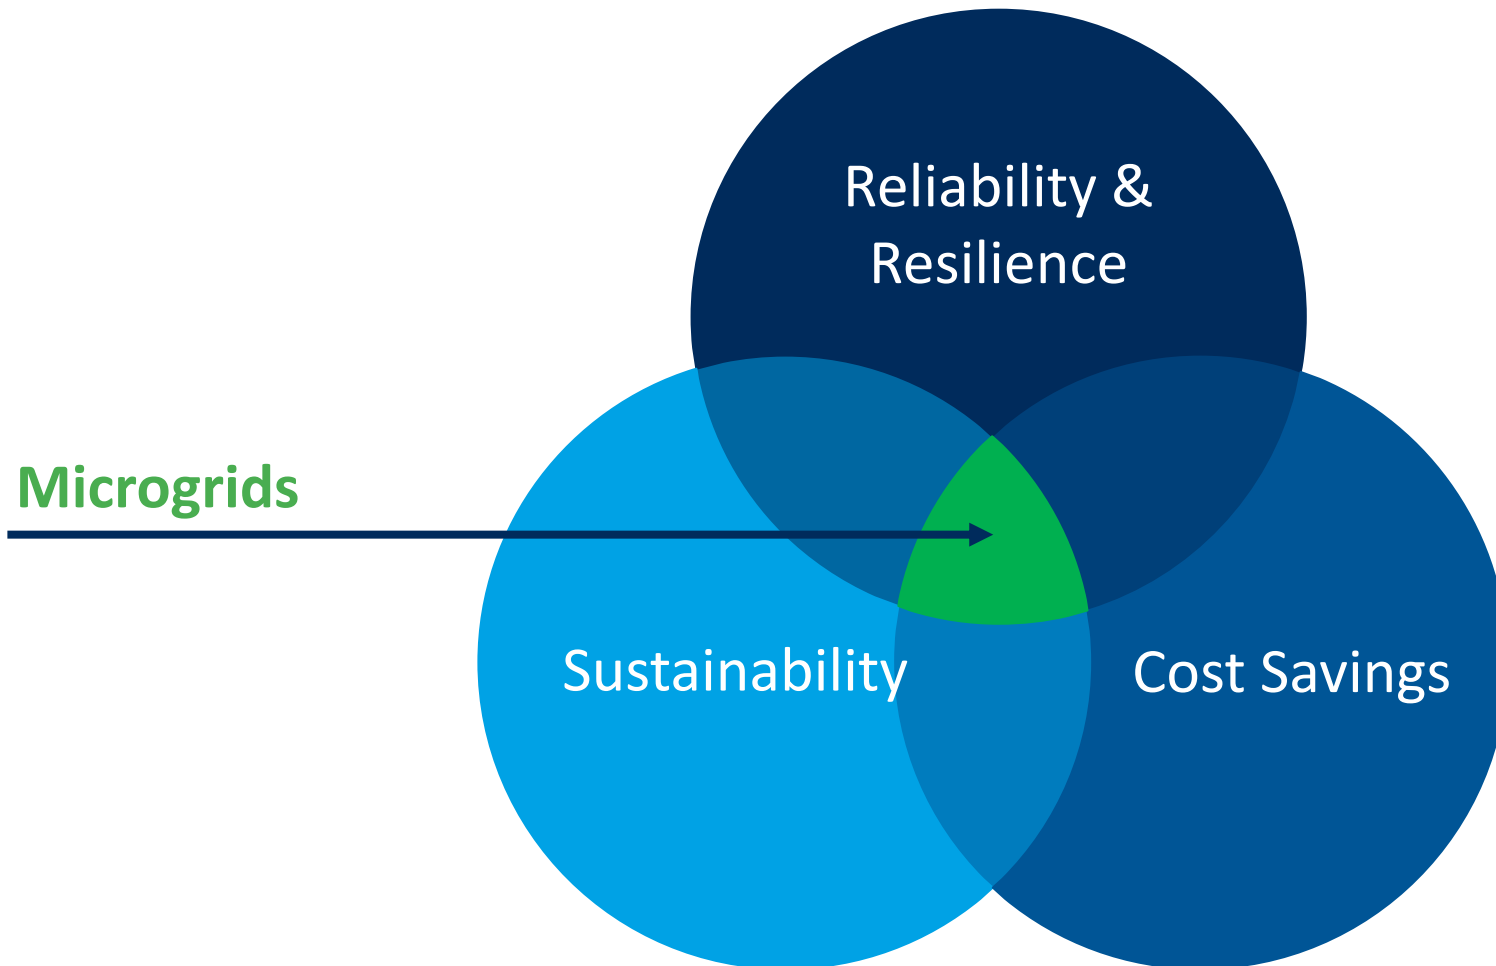 Reliability &
Resilience
Microgrids
Sustainability
Cost Savings